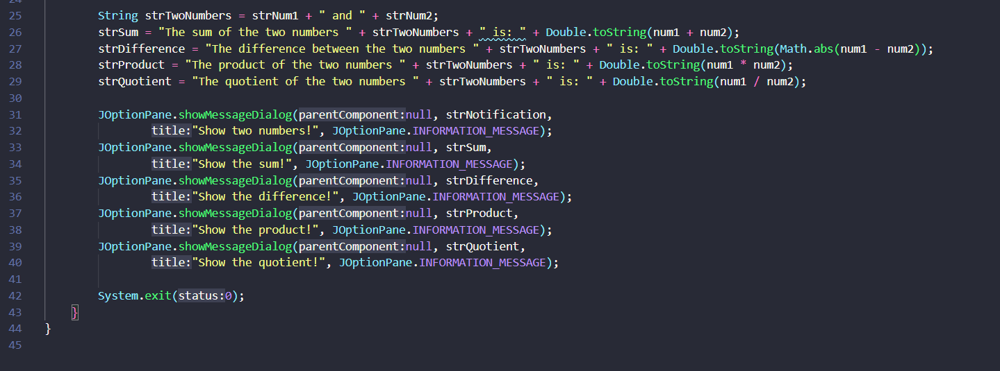 25 String strTwoNumbers = strNum1 + " and " + strNum2;
26 strSum = "The sum of the two numbers " + strTwoNumbers + " is: " + Double.toString(num1 + num2);
27 strDifference = "The difference between the two numbers " + strTwoNumbers + " is: " + Double.toString(Math.abs(num1 - num2));
28 strProduct = "The product of the two numbers " + strTwoNumbers + " is: " + Double.toString(num1 * num2);
29 strQuotient = "The quotient of the two numbers " + strTwoNumbers + " is: " + Double.toString(num1 / num2);
30
31 JOptionPane.showMessageDialog(parentComponent:null, strNotification,
32 title:"Show two numbers!", JOptionPane.INFORMATION_MESSAGE);
33 JOptionPane.showMessageDialog(parentComponent:null, strSum,
34 title:"Show the sum!", JOptionPane.INFORMATION_MESSAGE);
35 JOptionPane.showMessageDialog(parentComponent:null, strDifference,
36 title:"Show the difference!", JOptionPane.INFORMATION_MESSAGE);
37 JOptionPane.showMessageDialog(parentComponent:null, strProduct,
38 title:"Show the product!", JOptionPane.INFORMATION_MESSAGE);
39 JOptionPane.showMessageDialog(parentComponent:null, strQuotient,
40 title:"Show the quotient!", JOptionPane.INFORMATION_MESSAGE);
41
42 System.exit(status:0);
43 }
44 }
45